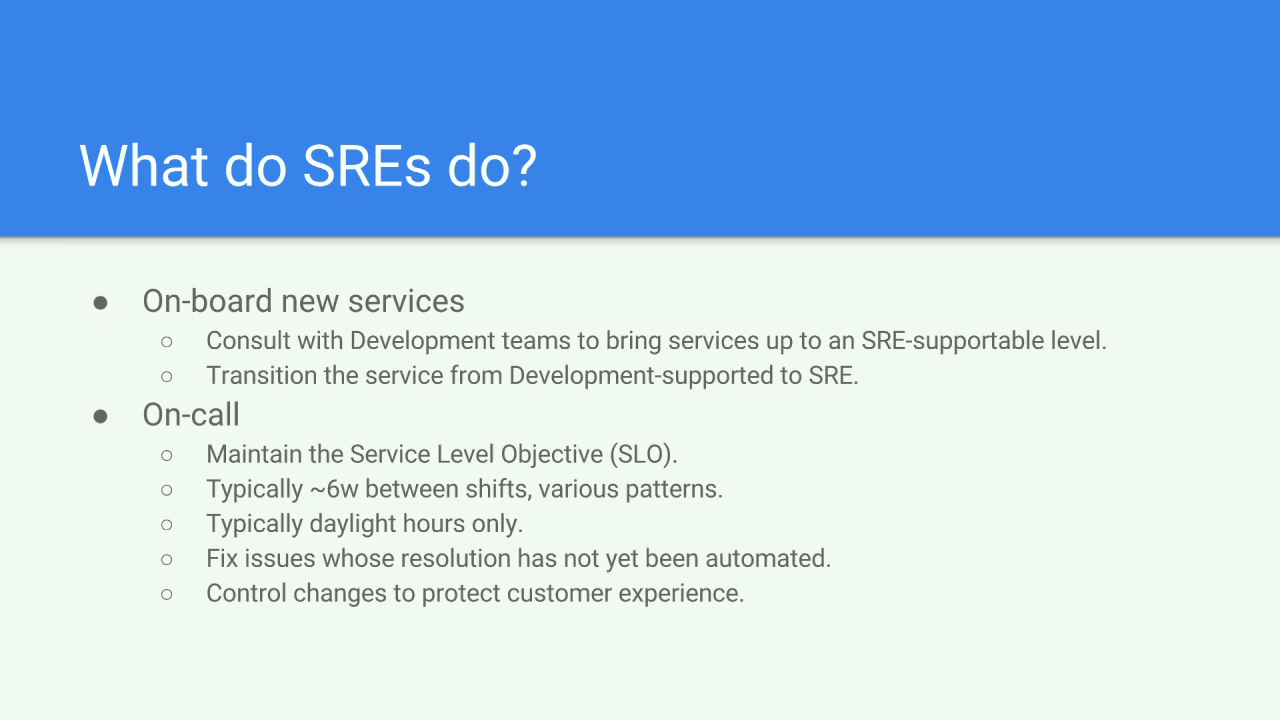 What do SREs do?
● On-board new services
○ Consult with Development teams to bring services up to an SRE-supportable level.
○ Transition the service from Development-supported to SRE.
● On-call
○ Maintain the Service Level Objective (SLO).
○ Typically ~6w between shifts, various patterns.
○ Typically daylight hours only.
○ Fix issues whose resolution has not yet been automated.
○ Control changes to protect customer experience.